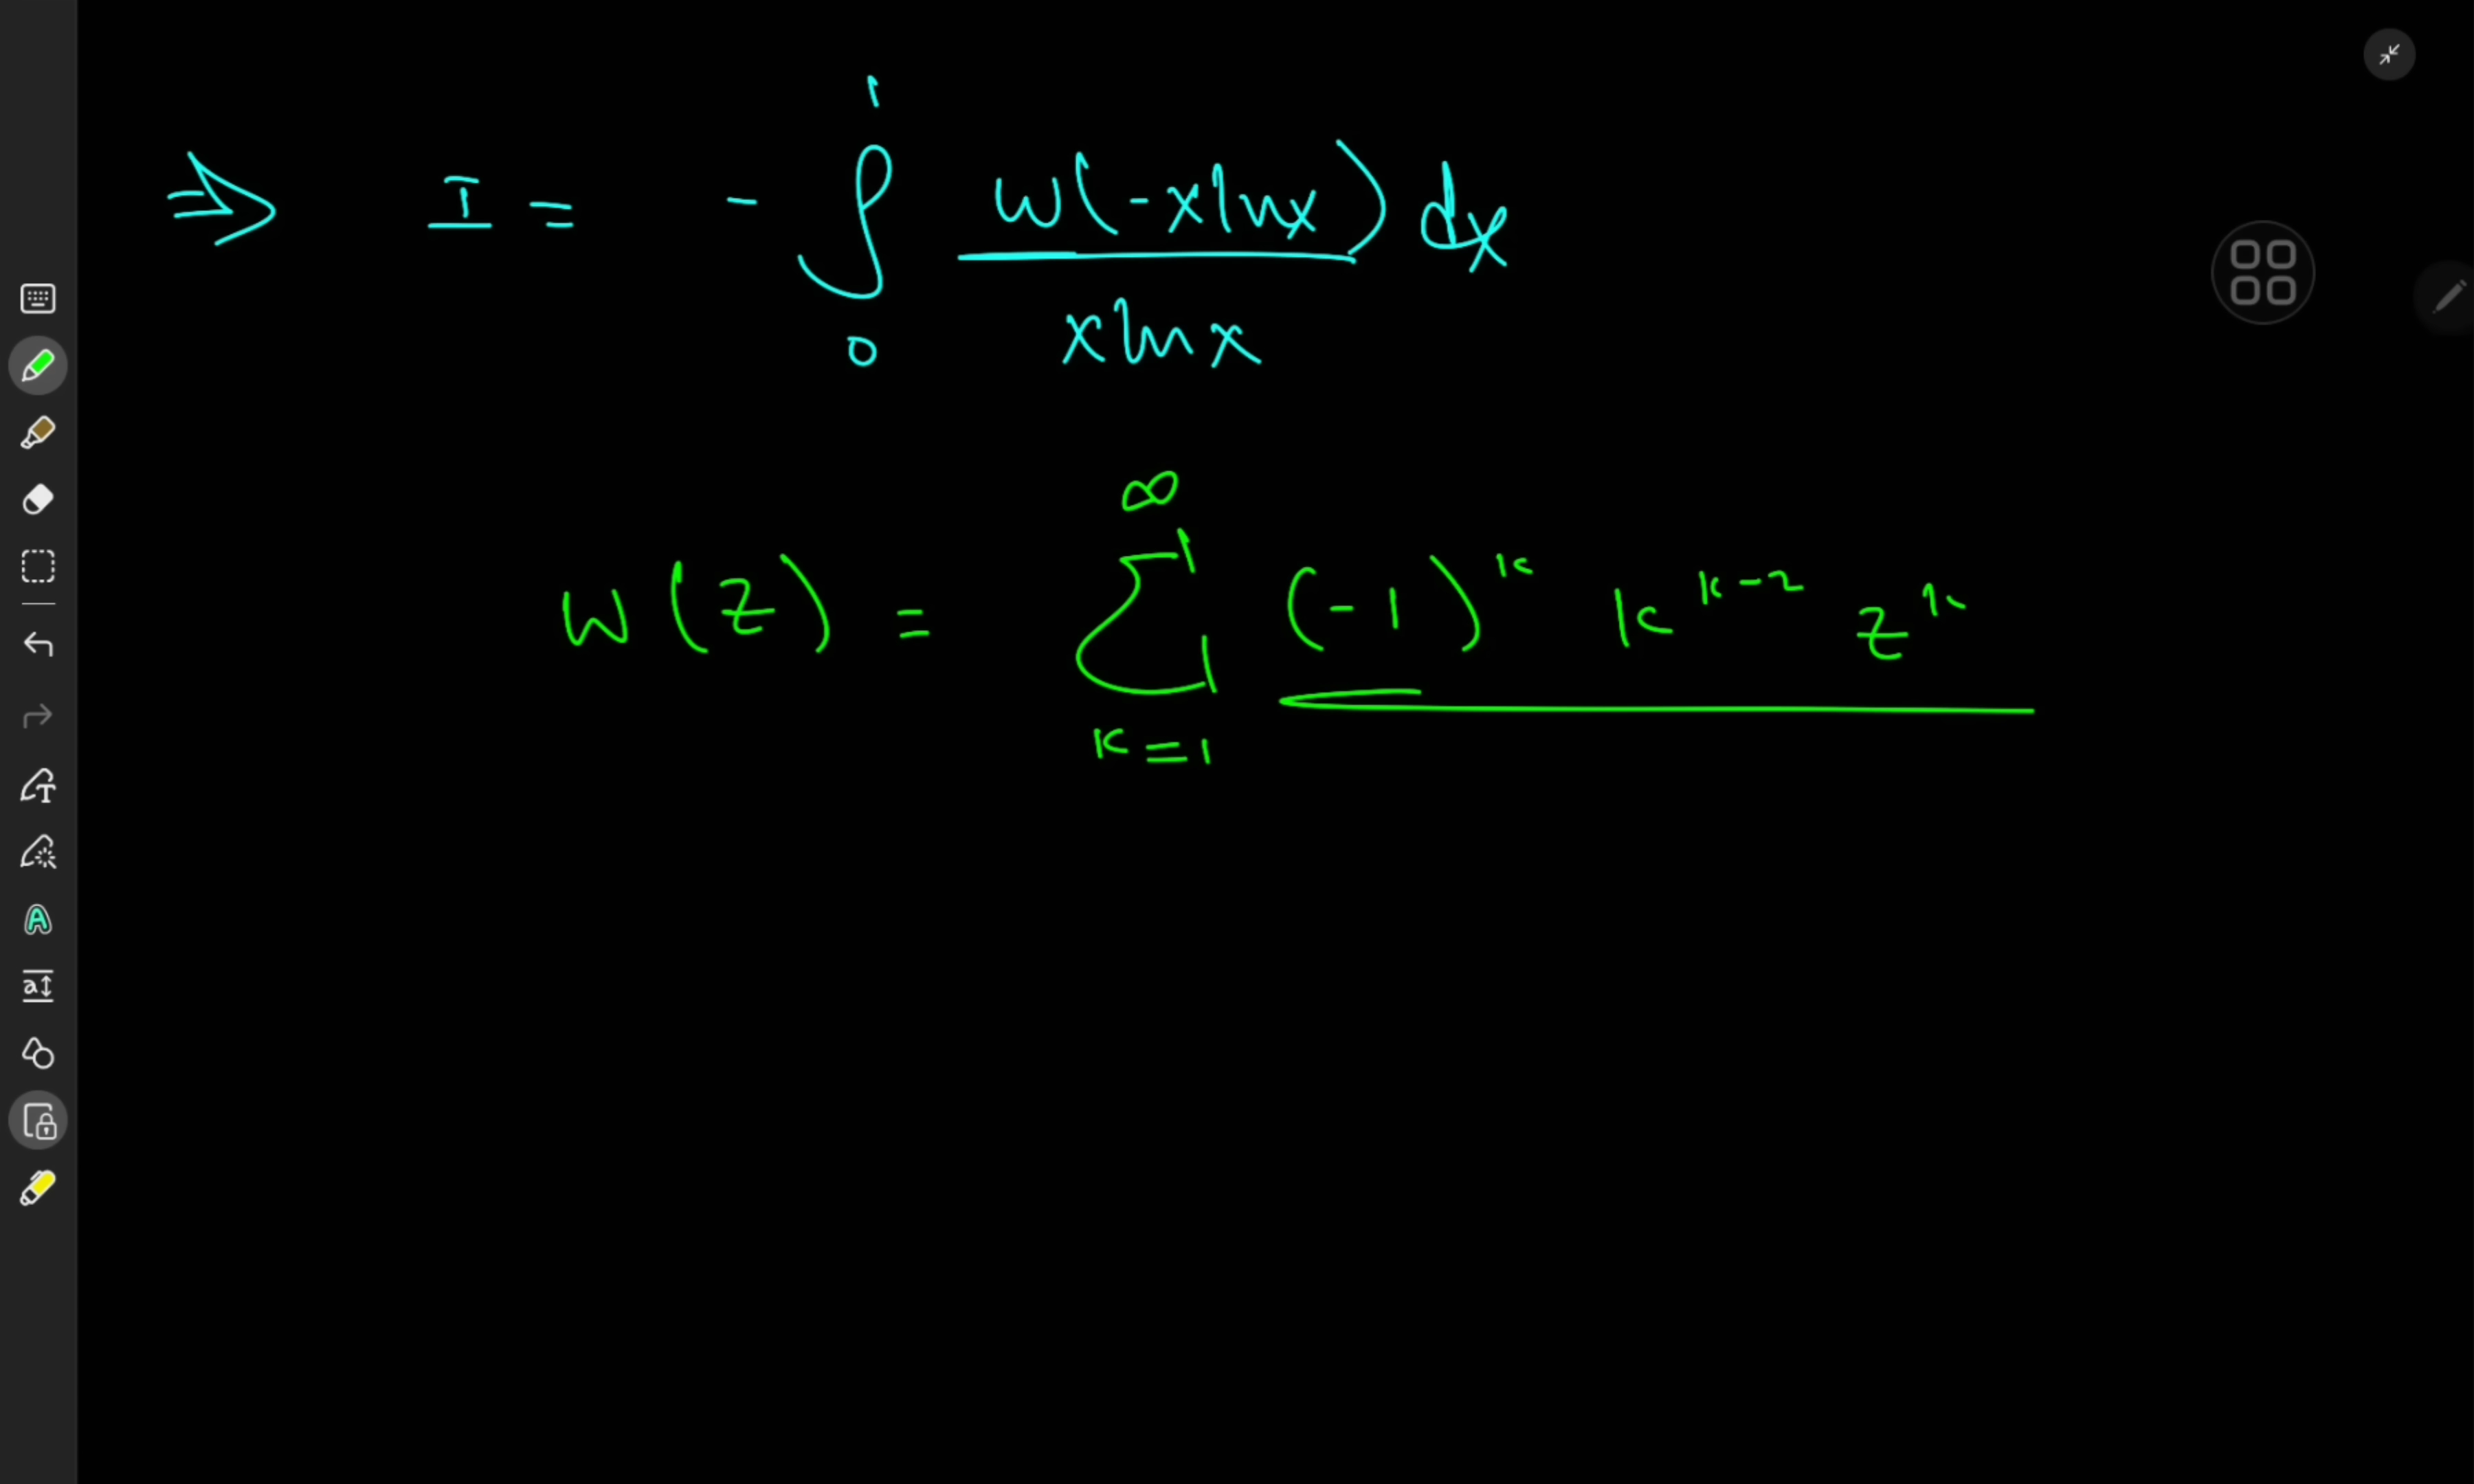 ⇒ I = - ∫₀¹ W(-x ln x) / (x ln x) dx
W(z) = ∑_{k=1}^{∞} (-1)^k k^{k-2} z^k